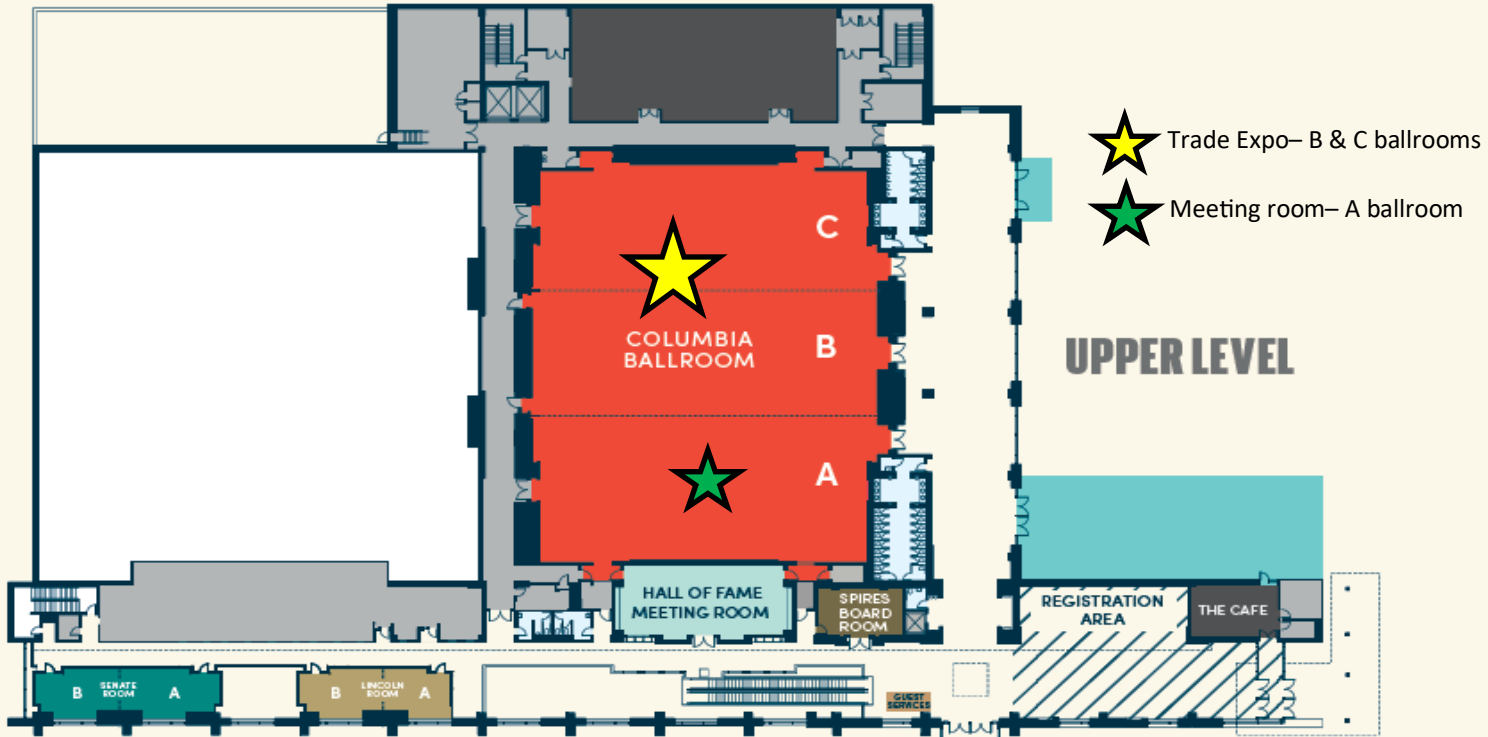 Trade Expo– B & C ballrooms
Meeting room– A ballroom
C
COLUMBIA
BALLROOM
B
UPPER LEVEL
A
HALL OF FAME
MEETING ROOM
SPIRES
BOARD
ROOM
REGISTRATION
AREA
THE CAFE
B
SENATE
ROOM
A
B
LINCOLN
ROOM
A
GUEST
SERVICES